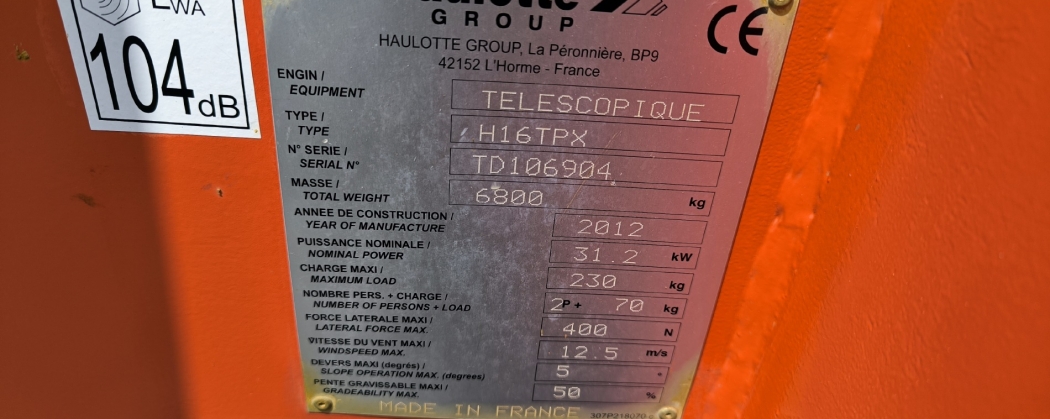 LWA
104dB
Haulotte
GROUP
CE
HAULOTTE GROUP, La Péronnière, BP9
42152 L'Horme - France
ENGIN / EQUIPMENT TELESCOPIQUE
TYPE / TYPE H16TPX
N° SERIE / SERIAL N° TD106904
MASSE / TOTAL WEIGHT 6800 kg
ANNEE DE CONSTRUCTION / YEAR OF MANUFACTURE 2012
PUISSANCE NOMINALE / NOMINAL POWER 31.2 kW
CHARGE MAXI / MAXIMUM LOAD 230 kg
NOMBRE PERS. + CHARGE / NUMBER OF PERSONS + LOAD 2P+ 70 kg
FORCE LATERALE MAXI / LATERAL FORCE MAX. 400 N
VITESSE DU VENT MAXI / WINDSPEED MAX. 12.5 m/s
DEVERS MAXI (degrés) / SLOPE OPERATION MAX. (degrees) 5 °
PENTE GRAVISSABLE MAXI / GRADEABILITY MAX. 50 %
MADE IN FRANCE